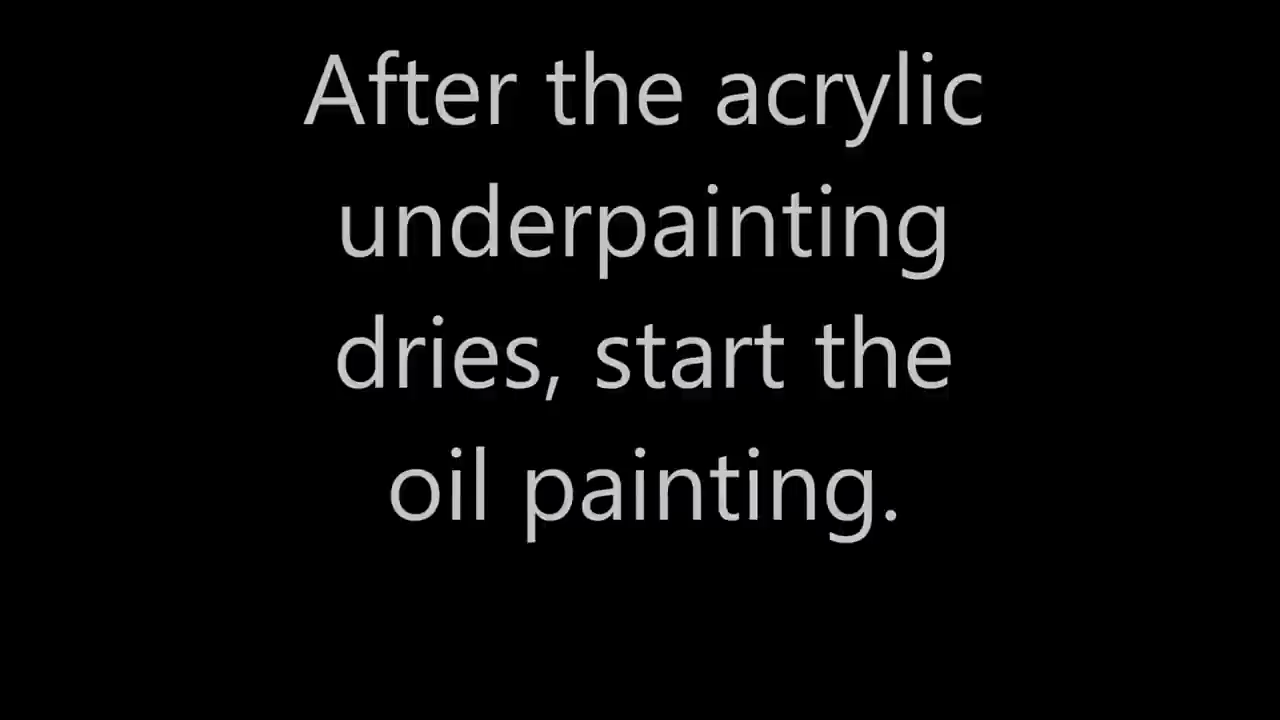 After the acrylic
underpainting
dries, start the
oil painting.